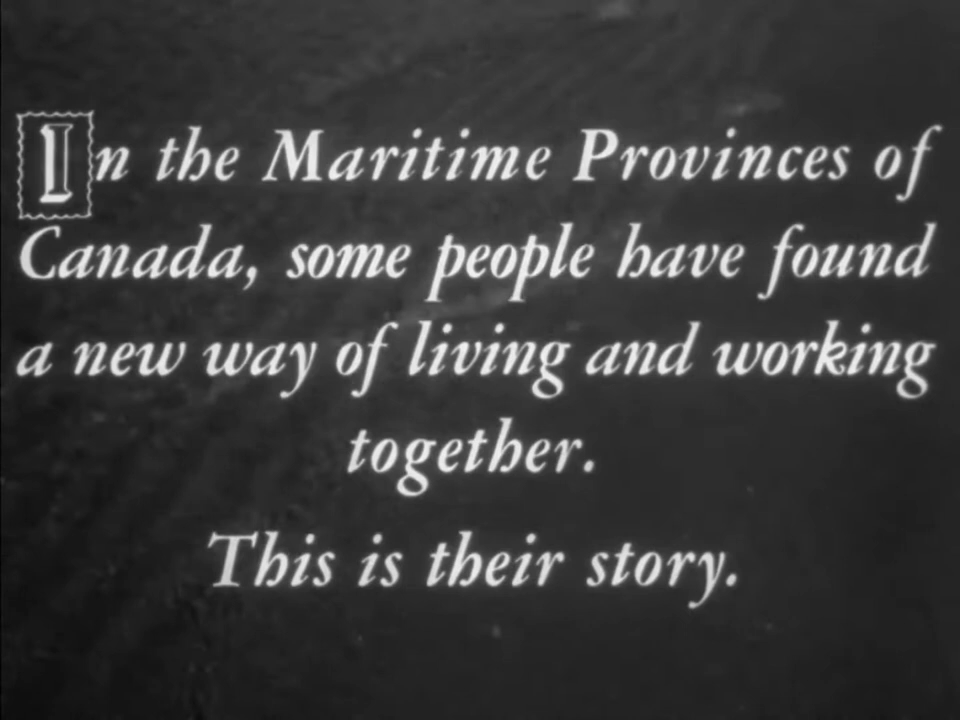 In the Maritime Provinces of
Canada, some people have found
a new way of living and working
together.
This is their story.